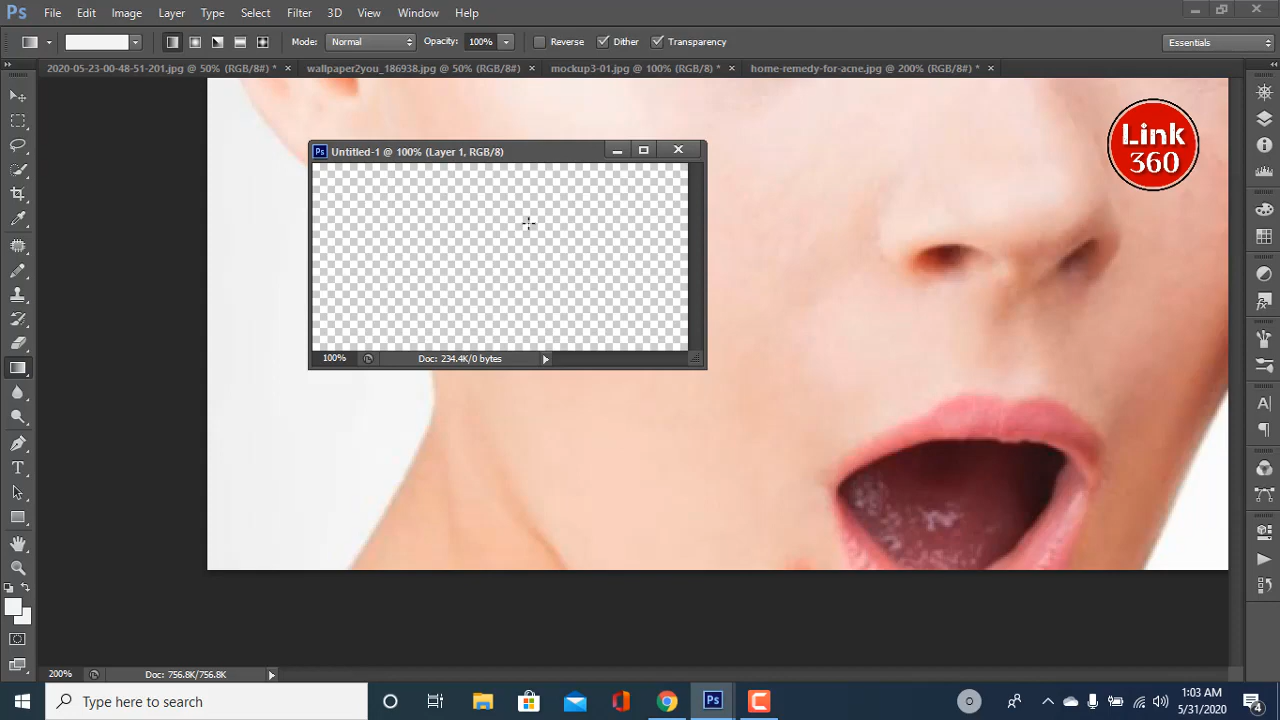 Ps File Edit Image Layer Type Select Filter 3D View Window Help
Mode: Normal Opacity: 100% Reverse Dither Transparency Essentials
2020-05-23-00-48-51-201.jpg @ 50% (RGB/8#) * wallpaper2you_186938.jpg @ 50% (RGB/8#) mockup3-01.jpg @ 100% (RGB/8) * home-remedy-for-acne.jpg @ 200% (RGB/8#) *
Link
360
Ps Untitled-1 @ 100% (Layer 1, RGB/8)
100% Doc: 234.4K/0 bytes
T
A
200% Doc: 756.8K/756.8K
Type here to search
Ps
1:03 AM
5/31/2020
4